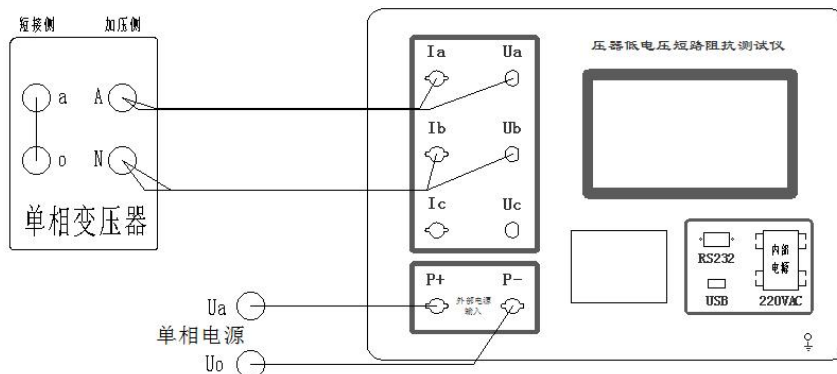 短接侧 加压侧
a A
o N
单相变压器
Ia Ua
Ib Ub
Ic Uc
P+ P-
外部电源
输入
Ua
单相电源
Uo
压器低电压短路阻抗测试仪
RS232
USB
内部
电源
220VAC